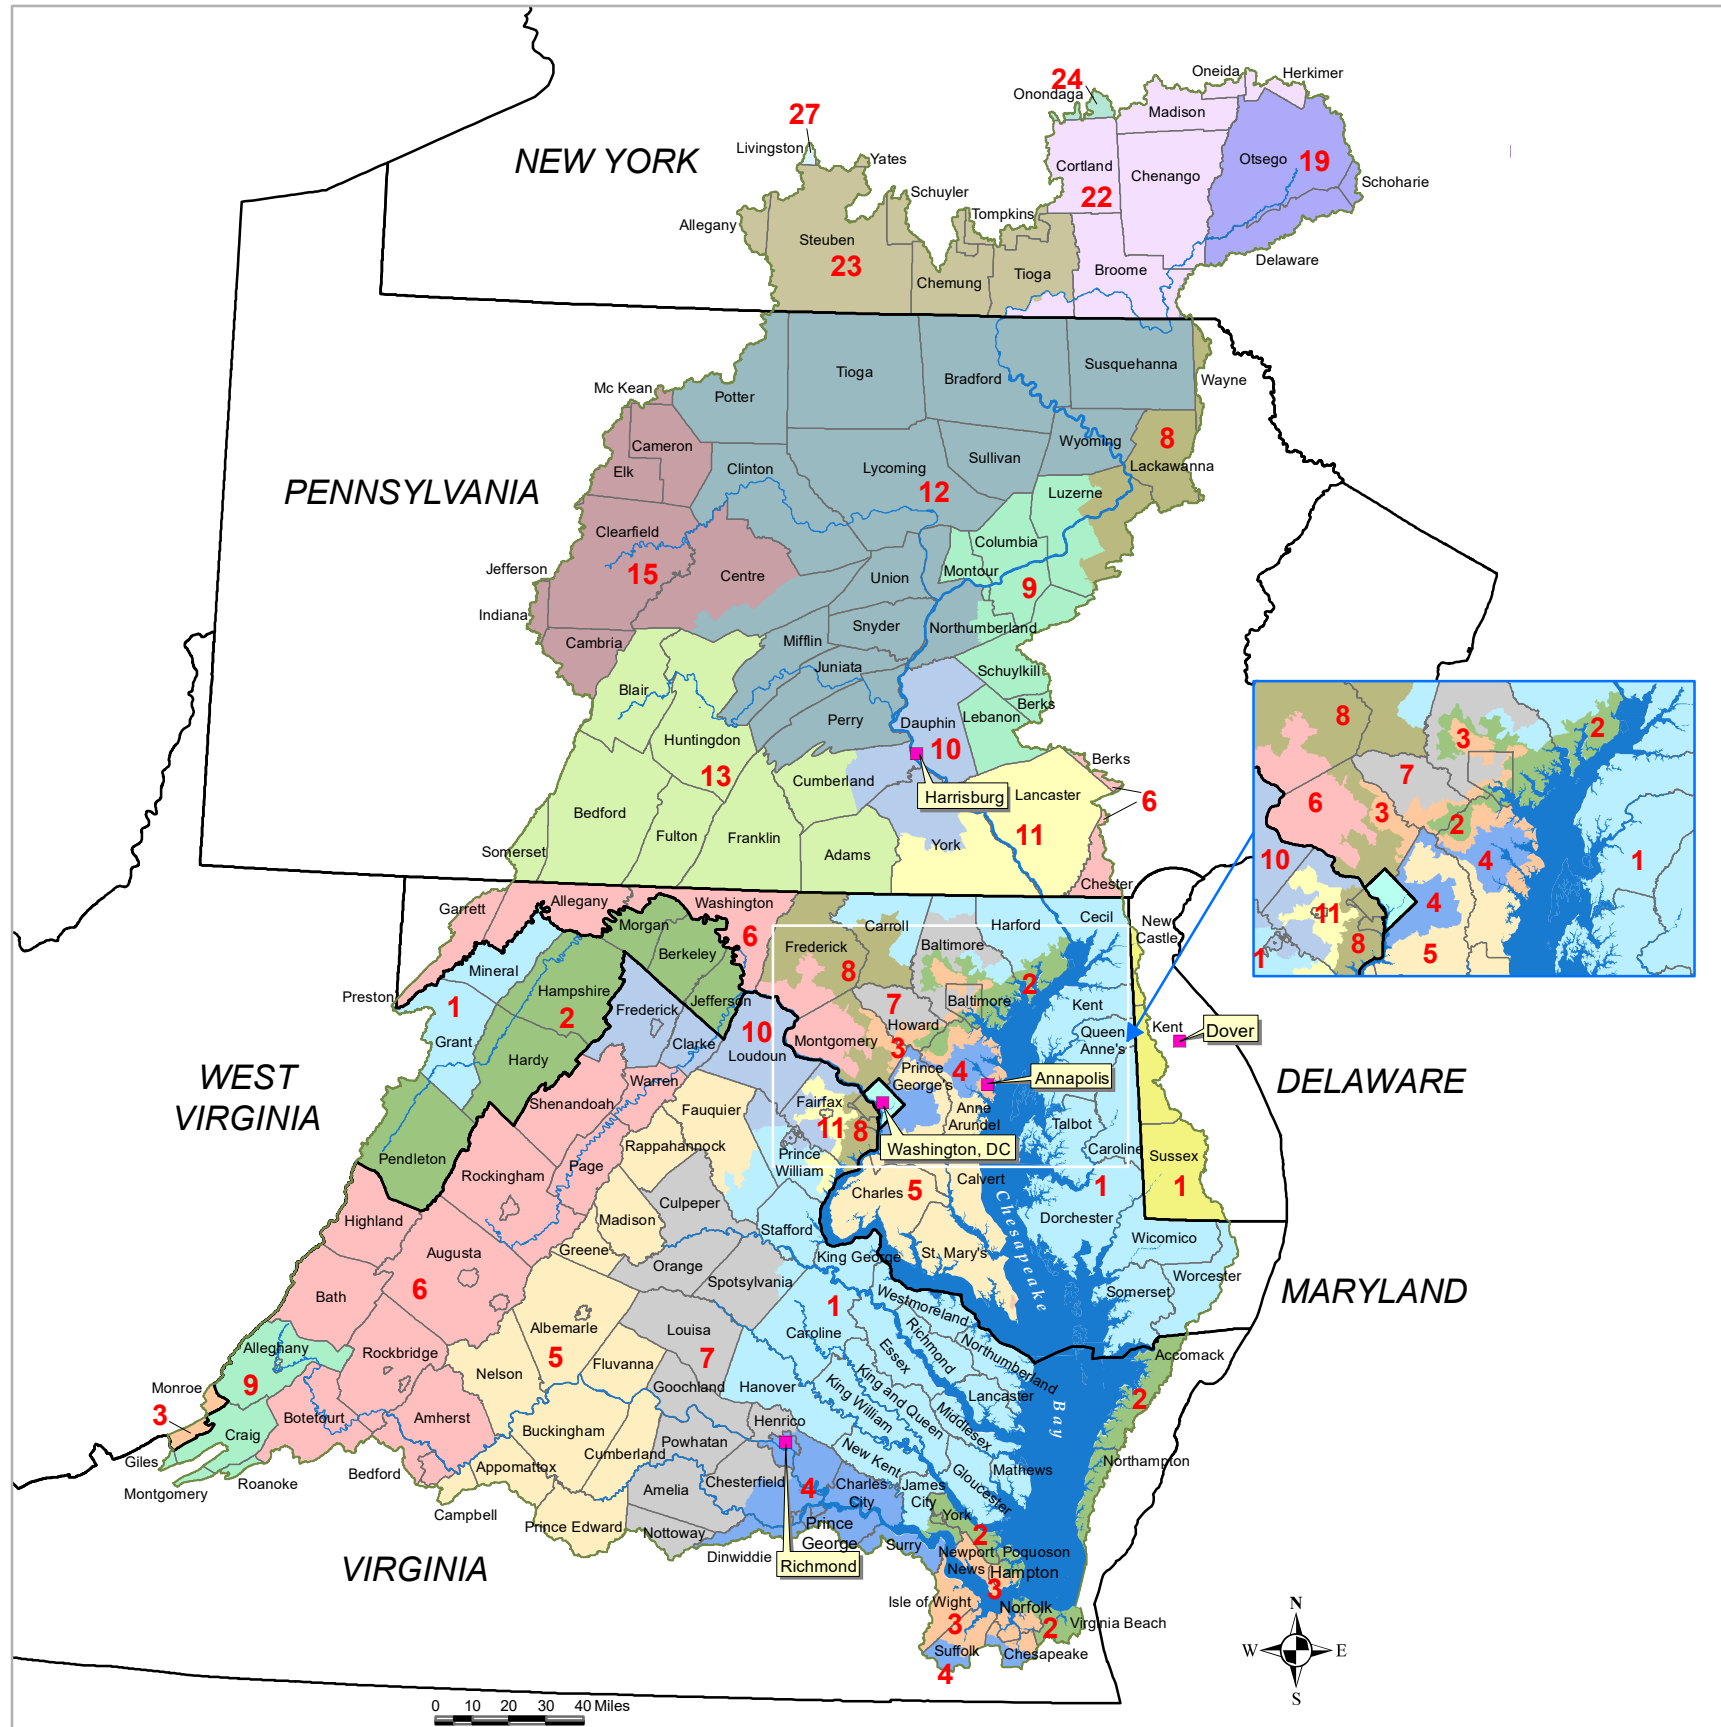 NEW YORK
24
Onondaga
Oneida
Herkimer
27
Livingston
Yates
Madison
Cortland
22
Chenango
Otsego
19
Schoharie
Schuyler
Tompkins
Allegany
Steuben
23
Chemung
Tioga
Broome
Delaware
PENNSYLVANIA
Tioga
Bradford
Susquehanna
Wayne
Mc Kean
Potter
Cameron
Elk
Clinton
Lycoming
12
Sullivan
Wyoming
8
Lackawanna
Luzerne
Clearfield
15
Centre
Columbia
Montour
9
Union
Jefferson
Indiana
Cambria
Snyder
Northumberland
Mifflin
Juniata
Schuylkill
Berks
Blair
Perry
Dauphin
10
Lebanon
Huntingdon
13
Cumberland
Harrisburg
Lancaster
11
Berks
6
Bedford
Fulton
Franklin
Adams
York
Somerset
Chester
8
2
3
7
6
3
2
10
4
1
11
4
8
5
1
Garrett
Allegany
Washington
6
Carroll
Harford
Cecil
New
Castle
Morgan
Berkeley
Frederick
8
Baltimore
2
Mineral
Hampshire
2
Jefferson
Preston
1
Grant
Hardy
Frederick
Clarke
10
Loudoun
7
Howard
Baltimore
Kent
Queen
Anne's
Kent
Dover
Montgomery
3
4
Prince
George's
Annapolis
DELAWARE
WEST
VIRGINIA
Warren
Shenandoah
Fauquier
Fairfax
11
8
Anne
Arundel
Talbot
Caroline
Washington, DC
Pendleton
Rockingham
Page
Rappahannock
Prince
William
Sussex
1
Charles
5
Calvert
1
Culpeper
Highland
Madison
Stafford
Dorchester
Augusta
6
Greene
Orange
Spotsylvania
King George
St. Mary's
Wicomico
Worcester
Somerset
MARYLAND
Chesapeake
Bay
Bath
Albemarle
5
Louisa
7
1
Caroline
Westmoreland
Richmond
Northumberland
Essex
Alleghany
9
Rockbridge
Nelson
Fluvanna
Goochland
Hanover
King and Queen
King William
Lancaster
Middlesex
Accomack
2
Monroe
3
Craig
Botetourt
Amherst
Buckingham
Cumberland
Powhatan
Henrico
New Kent
Gloucester
Mathews
Northampton
Giles
Montgomery
Roanoke
Bedford
Appomattox
Campbell
Amelia
Chesterfield
4
Charles
City
James
City
York
2
Prince Edward
Nottoway
Dinwiddie
Prince
George
Surry
Richmond
Newport
News
Poquoson
Hampton
3
VIRGINIA
Isle of Wight
3
Norfolk
2
Virginia Beach
Suffolk
4
Chesapeake
N
W
E
S
0 10 20 30 40 Miles